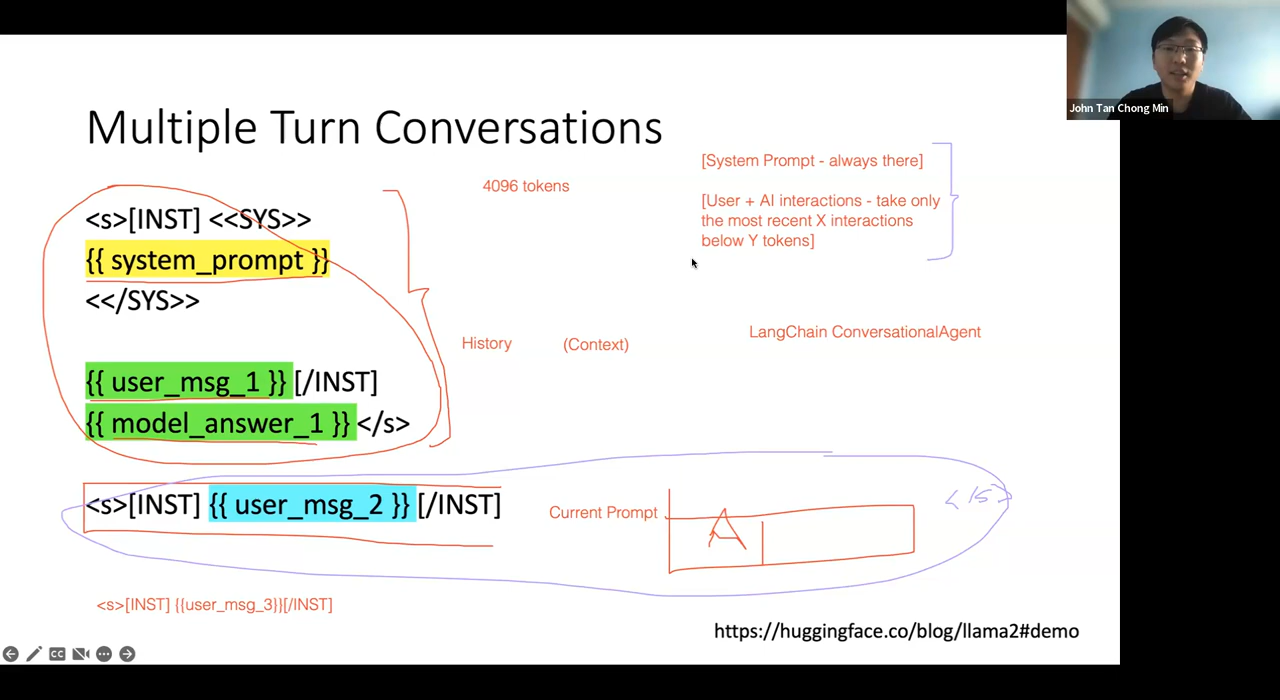 John Tan Chong Min
Multiple Turn Conversations
[System Prompt - always there]
4096 tokens
[User + AI interactions - take only
the most recent X interactions
below Y tokens]
<s>[INST] <<SYS>>
{{ system_prompt }}
<</SYS>>
LangChain ConversationalAgent
History (Context)
{{ user_msg_1 }} [/INST]
{{ model_answer_1 }} </s>
<s>[INST] {{ user_msg_2 }} [/INST]
Current Prompt
A
</s>
<s>[INST] {{user_msg_3}}[/INST]
https://huggingface.co/blog/llama2#demo
CC